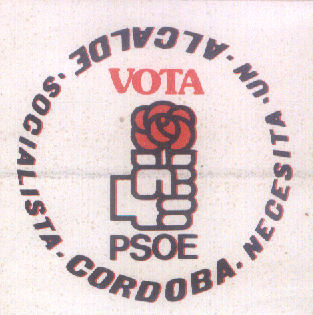 VOTA
PSOE
CORDOBA · NECESITA · UN · ALCALDE · SOCIALISTA ·